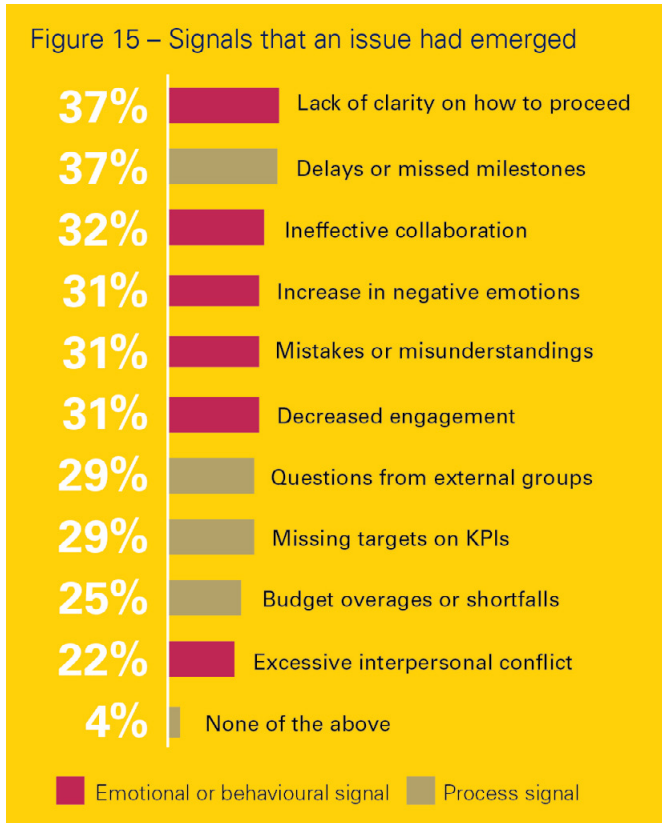 Figure 15 – Signals that an issue had emerged
37% Lack of clarity on how to proceed
37% Delays or missed milestones
32% Ineffective collaboration
31% Increase in negative emotions
31% Mistakes or misunderstandings
31% Decreased engagement
29% Questions from external groups
29% Missing targets on KPIs
25% Budget overages or shortfalls
22% Excessive interpersonal conflict
4% None of the above
Emotional or behavioural signal Process signal